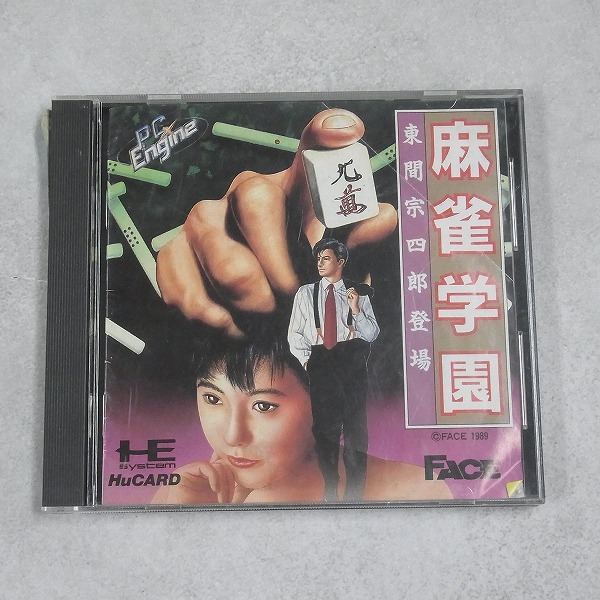 PC Engine
麻雀学園
東間宗四郎登場
九萬
©FACE 1989
HE system
HuCARD
FACE